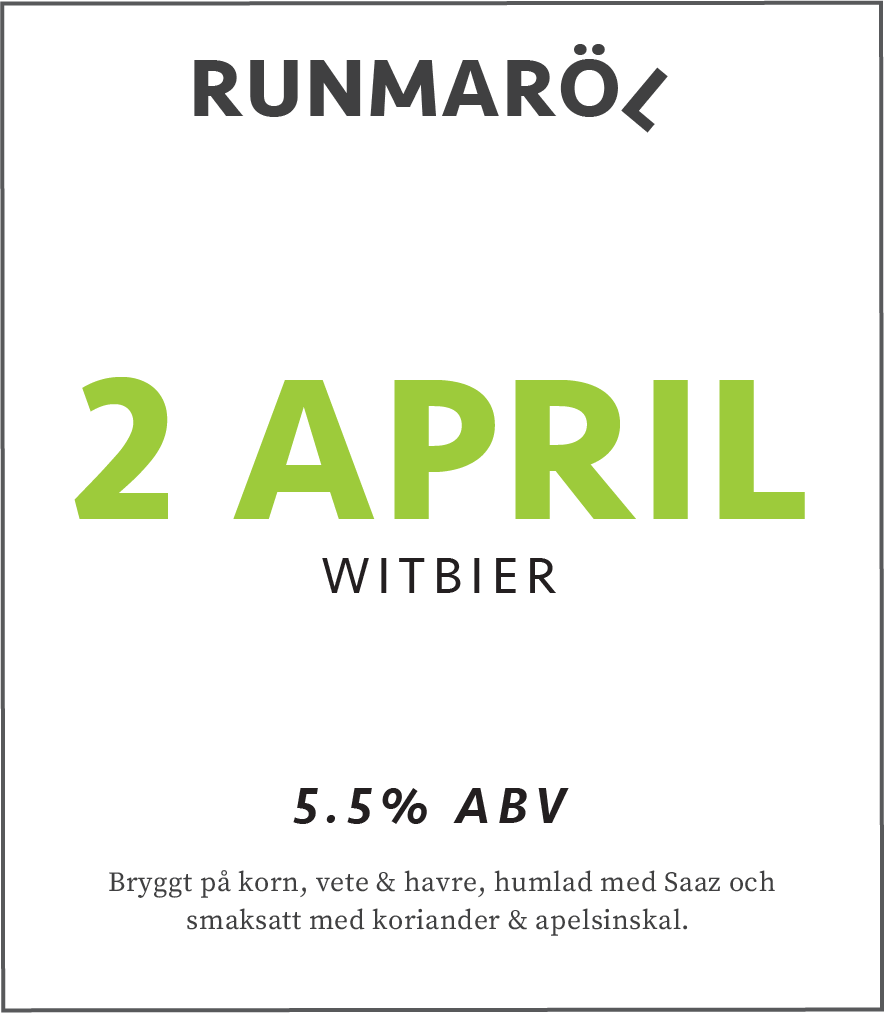 RUNMARÖL
2 APRIL
WITBIER
5.5% ABV
Bryggt på korn, vete & havre, humlad med Saaz och
smaksatt med koriander & apelsinskal.